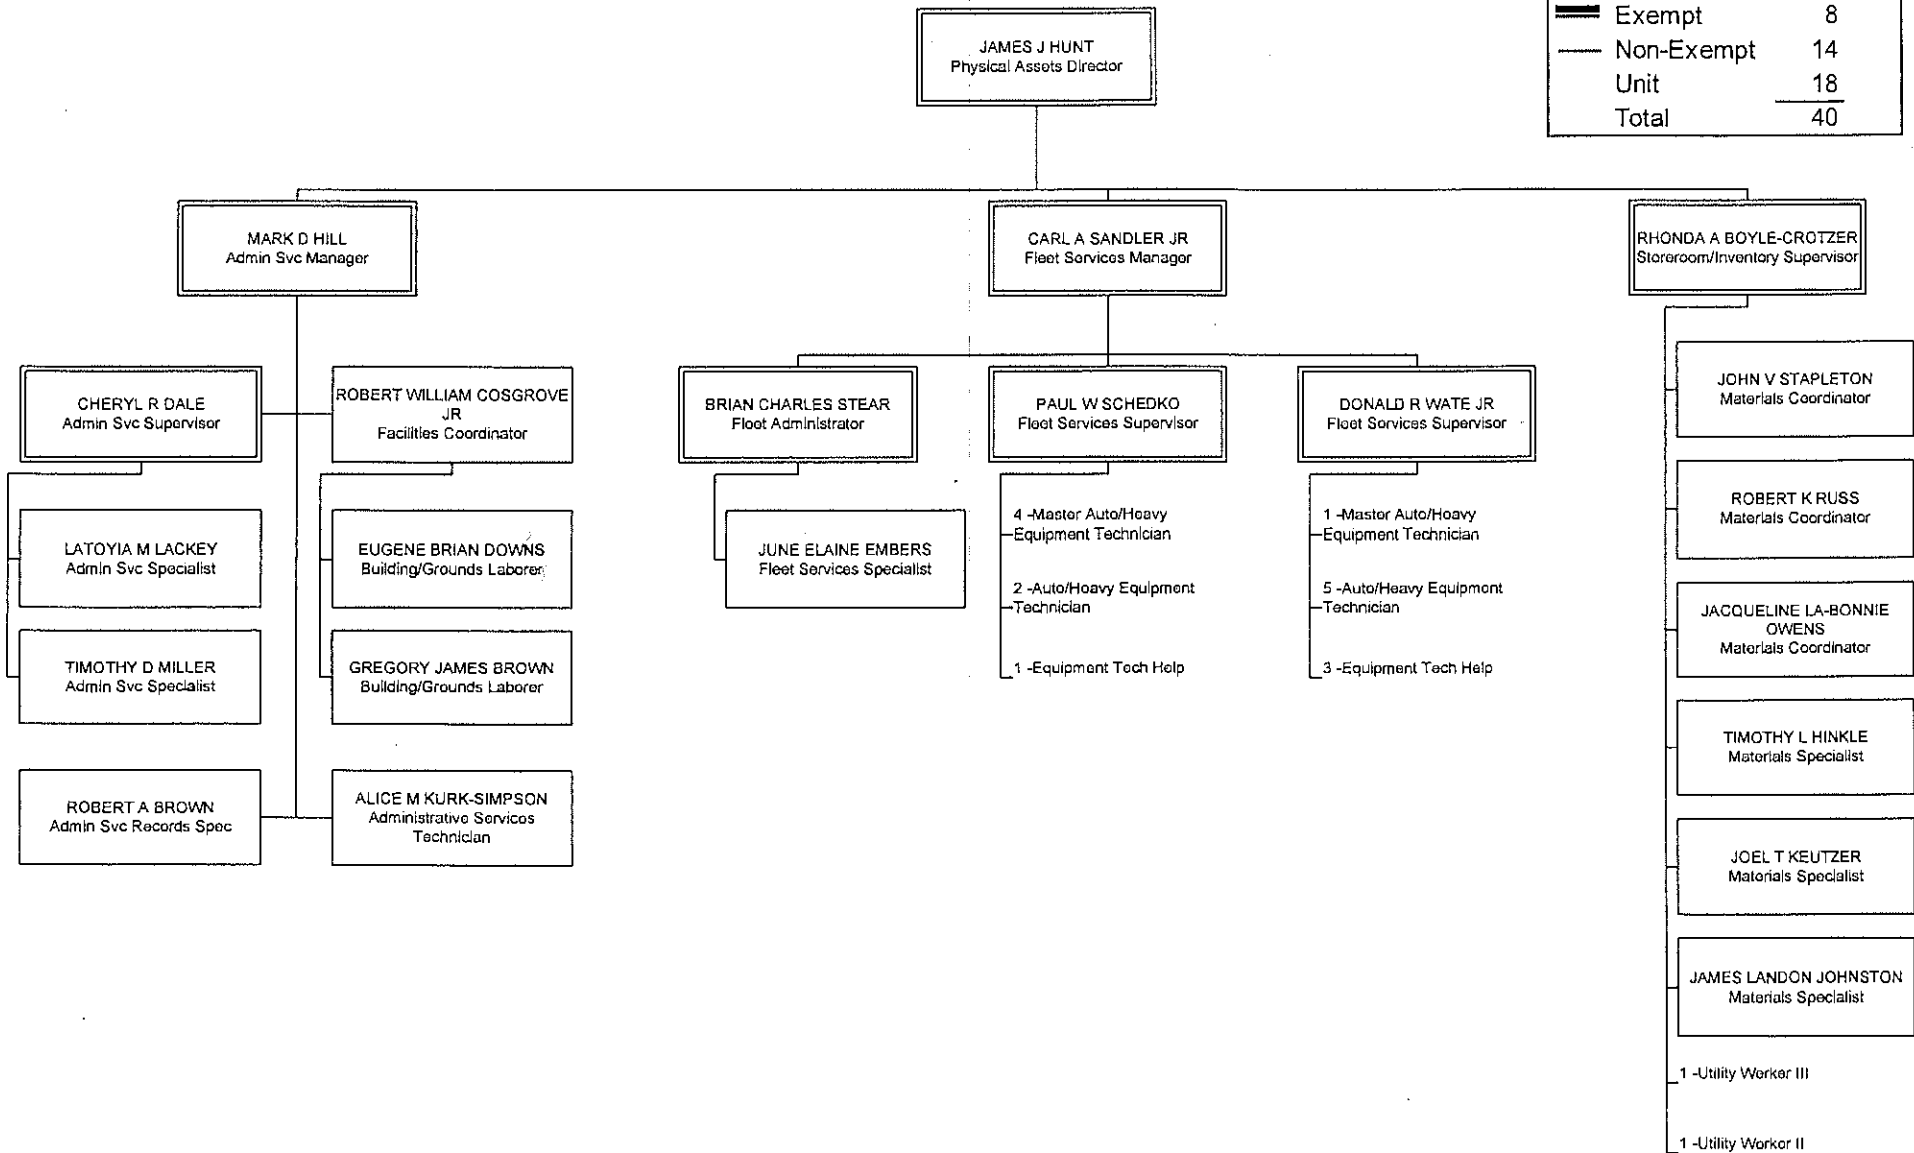 Exempt 8
Non-Exempt 14
Unit 18
Total 40
JAMES J HUNT
Physical Assets Director
MARK D HILL
Admin Svc Manager
CARL A SANDLER JR
Fleet Services Manager
RHONDA A BOYLE-CROTZER
Storeroom/Inventory Supervisor
CHERYL R DALE
Admin Svc Supervisor
ROBERT WILLIAM COSGROVE
JR
Facilities Coordinator
LATOYIA M LACKEY
Admin Svc Specialist
EUGENE BRIAN DOWNS
Building/Grounds Laborer
TIMOTHY D MILLER
Admin Svc Specialist
GREGORY JAMES BROWN
Building/Grounds Laborer
ROBERT A BROWN
Admin Svc Records Spec
ALICE M KURK-SIMPSON
Administrative Services
Technician
BRIAN CHARLES STEAR
Fleet Administrator
JUNE ELAINE EMBERS
Fleet Services Specialist
PAUL W SCHEDKO
Fleet Services Supervisor
4 -Master Auto/Heavy
Equipment Technician
2 -Auto/Heavy Equipment
Technician
1 -Equipment Tech Help
DONALD R WATE JR
Fleet Services Supervisor
1 -Master Auto/Heavy
Equipment Technician
5 -Auto/Heavy Equipment
Technician
3 -Equipment Tech Help
JOHN V STAPLETON
Materials Coordinator
ROBERT K RUSS
Materials Coordinator
JACQUELINE LA-BONNIE
OWENS
Materials Coordinator
TIMOTHY L HINKLE
Materials Specialist
JOEL T KEUTZER
Materials Specialist
JAMES LANDON JOHNSTON
Materials Specialist
1 -Utility Worker III
1 -Utility Worker II